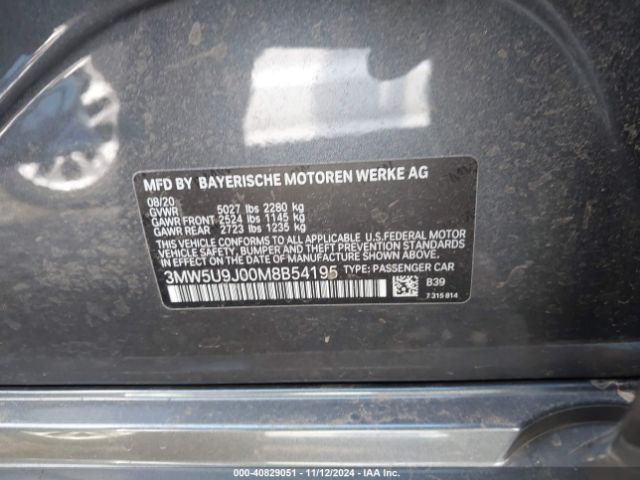 MFD BY BAYERISCHE MOTOREN WERKE AG
08/20
GVWR 5027 lbs 2280 kg
GAWR FRONT 2524 lbs 1145 kg
GAWR REAR 2723 lbs 1235 kg
THIS VEHICLE CONFORMS TO ALL APPLICABLE U.S.FEDERAL MOTOR
VEHICLE SAFETY, BUMPER, AND THEFT PREVENTION STANDARDS
IN EFFECT ON THE DATE OF MANUFACTURE SHOWN ABOVE.
3MW5U9J00M8B54195 TYPE: PASSENGER CAR
B39
7 315 814
000-40829051 - 11/12/2024 - IAA Inc.